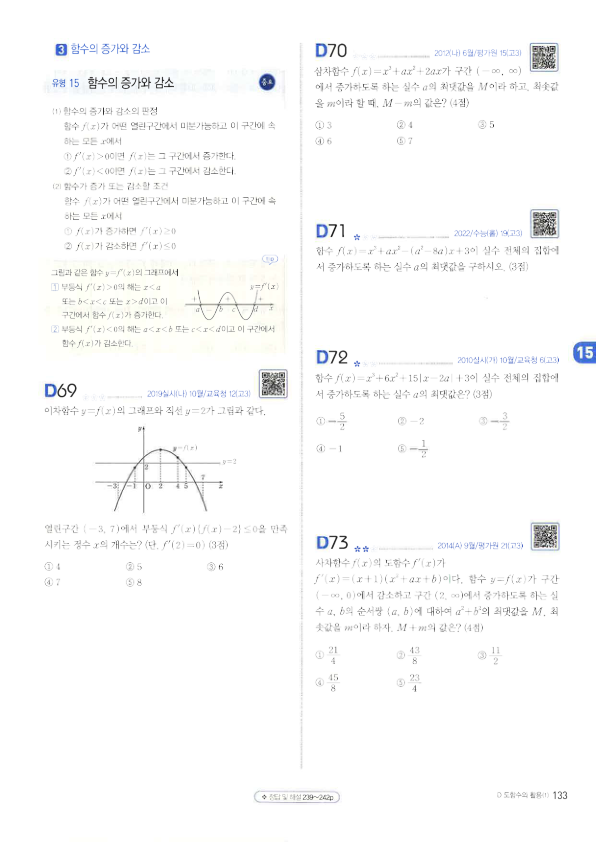 3 함수의 증가와 감소
유형 15 함수의 증가와 감소
중요
(1) 함수의 증가와 감소의 판정
함수 f(x)가 어떤 열린구간에서 미분가능하고 이 구간에 속
하는 모든 x에서
① f′(x)>0이면 f(x)는 그 구간에서 증가한다.
② f′(x)<0이면 f(x)는 그 구간에서 감소한다.
(2) 함수가 증가 또는 감소할 조건
함수 f(x)가 어떤 열린구간에서 미분가능하고 이 구간에 속
하는 모든 x에서
① f(x)가 증가하면 f′(x)≥0
② f(x)가 감소하면 f′(x)≤0
Tip
그림과 같은 함수 y=f′(x)의 그래프에서
① 부등식 f′(x)>0의 해는 x<a
또는 b<x<c 또는 x>d이고 이
구간에서 함수 f(x)가 증가한다.
② 부등식 f′(x)<0의 해는 a<x<b 또는 c<x<d이고 이 구간에서
함수 f(x)가 감소한다.
y=f′(x)
+ + +
a − b c − d x
D69
2019실시(나) 10월/교육청 12(고3)
이차함수 y=f(x)의 그래프와 직선 y=2가 그림과 같다.
y
y=f(x)
2
y=2
−3 −1 O 2 4 5 7 x
열린구간 (−3, 7)에서 부등식 f′(x){f(x)−2}≤0을 만족
시키는 정수 x의 개수는? (단, f′(2)=0) (3점)
① 4 ② 5 ③ 6
④ 7 ⑤ 8
D70
2012(나) 6월/평가원 15(고3)
삼차함수 f(x)=x³+ax²+2ax가 구간 (−∞, ∞)
에서 증가하도록 하는 실수 a의 최댓값을 M이라 하고, 최솟값
을 m이라 할 때, M−m의 값은? (4점)
① 3 ② 4 ③ 5
④ 6 ⑤ 7
D71
2022/수능(홀) 19(고3)
함수 f(x)=x³+ax²−(a²−8a)x+3이 실수 전체의 집합에
서 증가하도록 하는 실수 a의 최댓값을 구하시오. (3점)
D72
2010실시(가) 10월/교육청 6(고3)
함수 f(x)=x³+6x²+15|x−2a|+3이 실수 전체의 집합에
서 증가하도록 하는 실수 a의 최댓값은? (3점)
① −5/2 ② −2 ③ −3/2
④ −1 ⑤ −1/2
15
D73
2014(A) 9월/평가원 21(고3)
사차함수 f(x)의 도함수 f′(x)가
f′(x)=(x+1)(x²+ax+b)이다. 함수 y=f(x)가 구간
(−∞, 0)에서 감소하고 구간 (2, ∞)에서 증가하도록 하는 실
수 a, b의 순서쌍 (a, b)에 대하여 a²+b²의 최댓값을 M, 최
솟값을 m이라 하자. M+m의 값은? (4점)
① 21/4 ② 43/8 ③ 11/2
④ 45/8 ⑤ 23/4
정답 및 해설 239~242p
D 도함수의 활용(1) 133